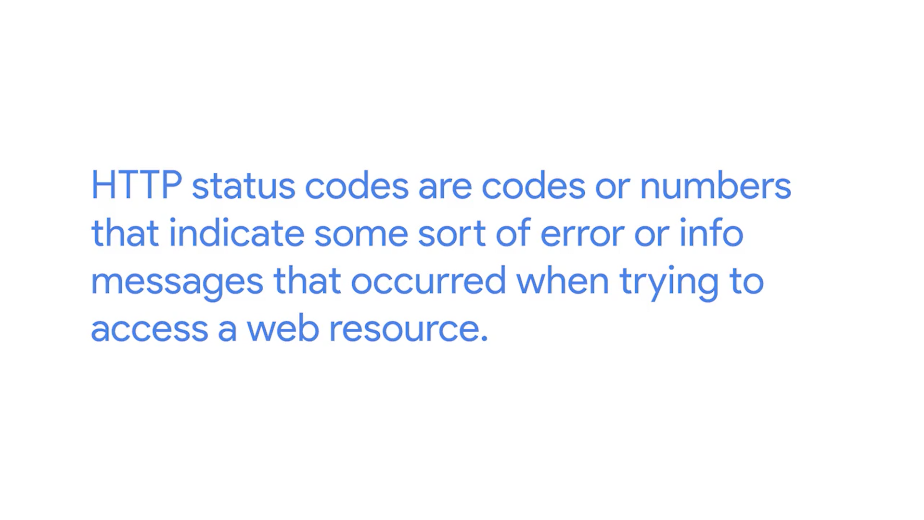 HTTP status codes are codes or numbers
that indicate some sort of error or info
messages that occurred when trying to
access a web resource.